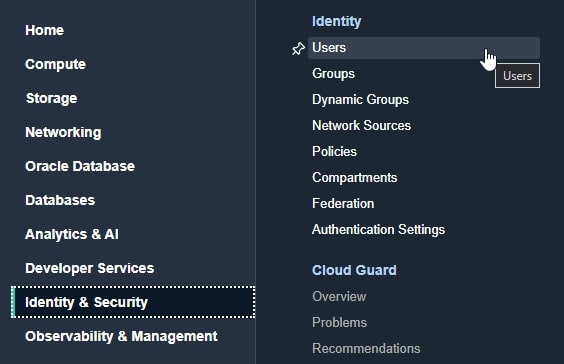 Home
Compute
Storage
Networking
Oracle Database
Databases
Analytics & AI
Developer Services
Identity & Security
Observability & Management
Identity
Users
Users
Groups
Dynamic Groups
Network Sources
Policies
Compartments
Federation
Authentication Settings
Cloud Guard
Overview
Problems
Recommendations